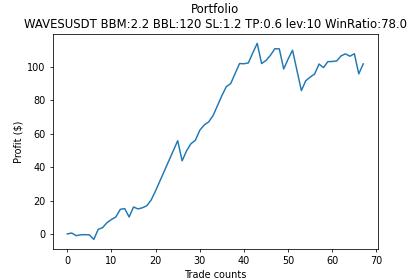 Portfolio
WAVESUSDT BBM:2.2 BBL:120 SL:1.2 TP:0.6 lev:10 WinRatio:78.0
100
80
60
40
20
0
Profit ($)
0 10 20 30 40 50 60 70
Trade counts